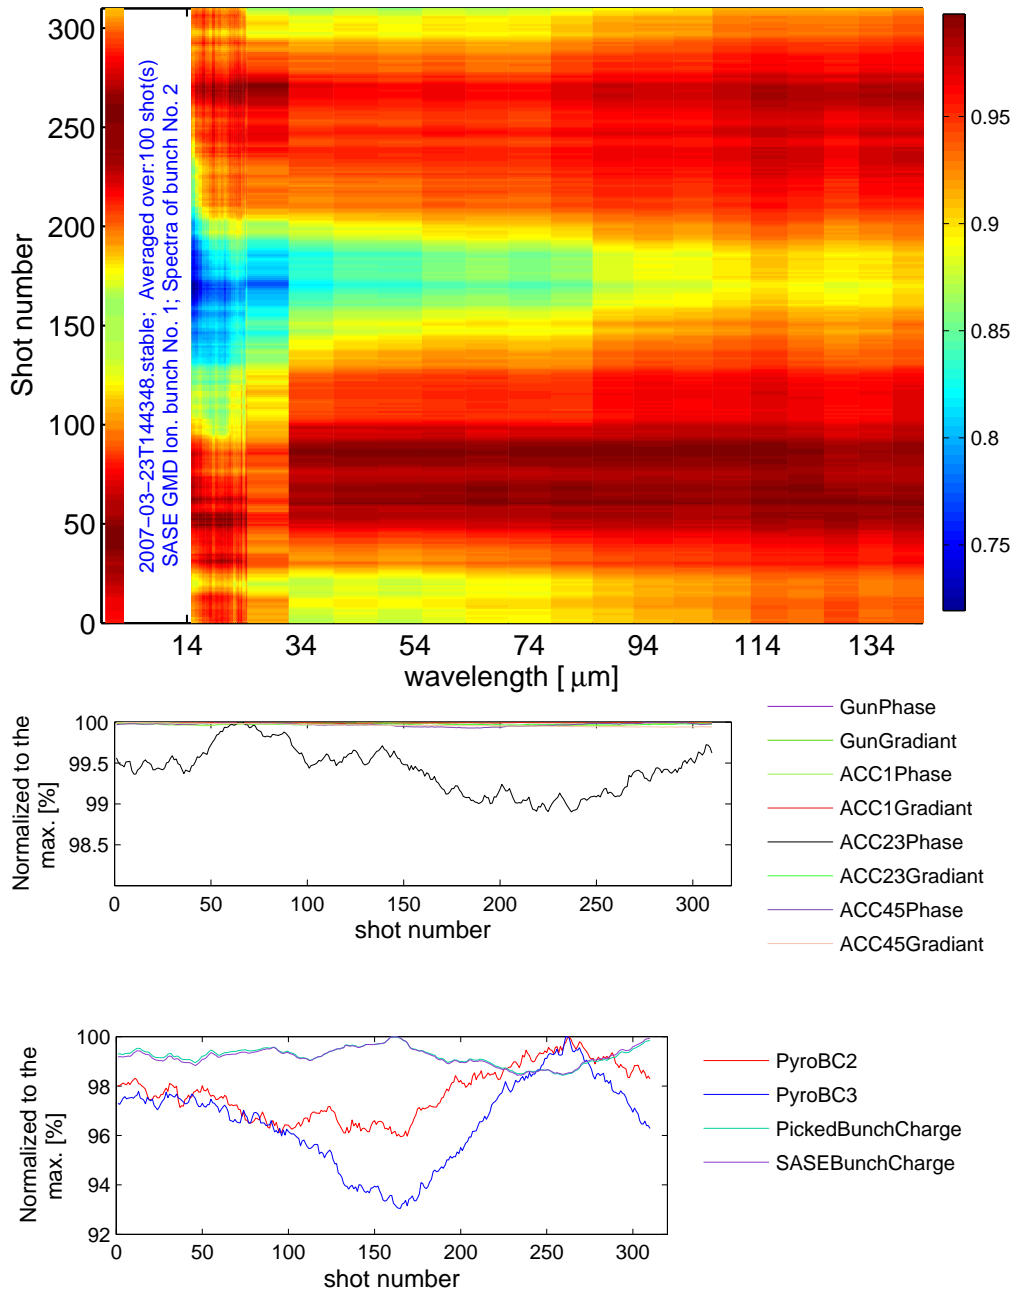 300
250
200
150
100
50
0
Shot number
2007−03−23T144348.stable; Averaged over:100 shot(s)
SASE GMD Ion. bunch No. 1; Spectra of bunch No. 2
14 34 54 74 94 114 134
wavelength [ μm]
0.95
0.9
0.85
0.8
0.75
100
99.5
99
98.5
Normalized to the
max. [%]
0 50 100 150 200 250 300
shot number
GunPhase
GunGradiant
ACC1Phase
ACC1Gradiant
ACC23Phase
ACC23Gradiant
ACC45Phase
ACC45Gradiant
100
98
96
94
92
Normalized to the
max. [%]
0 50 100 150 200 250 300
shot number
PyroBC2
PyroBC3
PickedBunchCharge
SASEBunchCharge